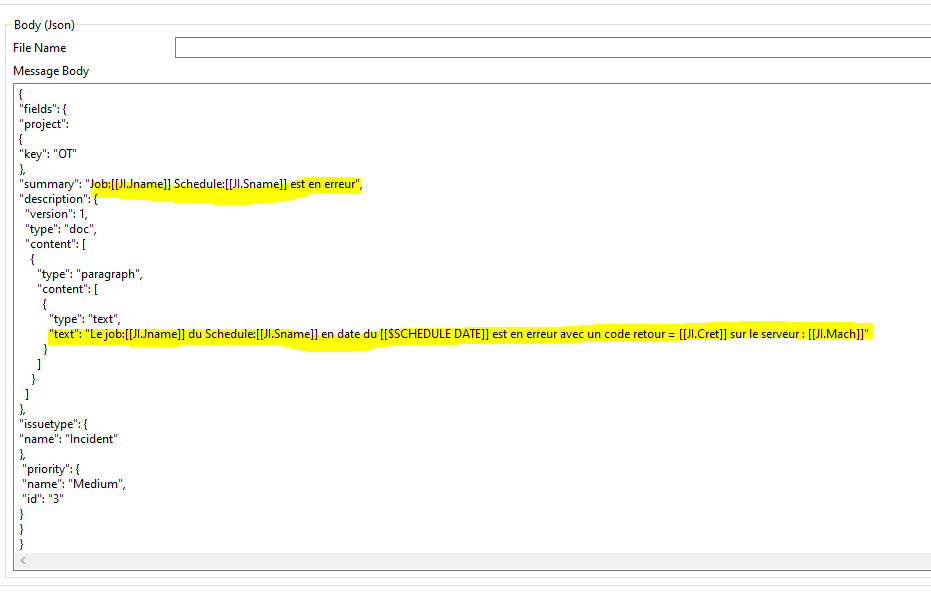 Body (Json)
File Name
Message Body
{
"fields": {
"project":
{
"key": "OT"
},
"summary": "Job:[[JI.Jname]] Schedule:[[JI.Sname]] est en erreur",
"description": {
"version": 1,
"type": "doc",
"content": [
{
"type": "paragraph",
"content": [
{
"type": "text",
"text": "Le job:[[JI.Jname]] du Schedule:[[JI.Sname]] en date du [[$SCHEDULE DATE]] est en erreur avec un code retour = [[JI.Cret]] sur le serveur : [[JI.Mach]]"
}
]
}
]
},
"issuetype": {
"name": "Incident"
},
"priority": {
"name": "Medium",
"id": "3"
}
}
}